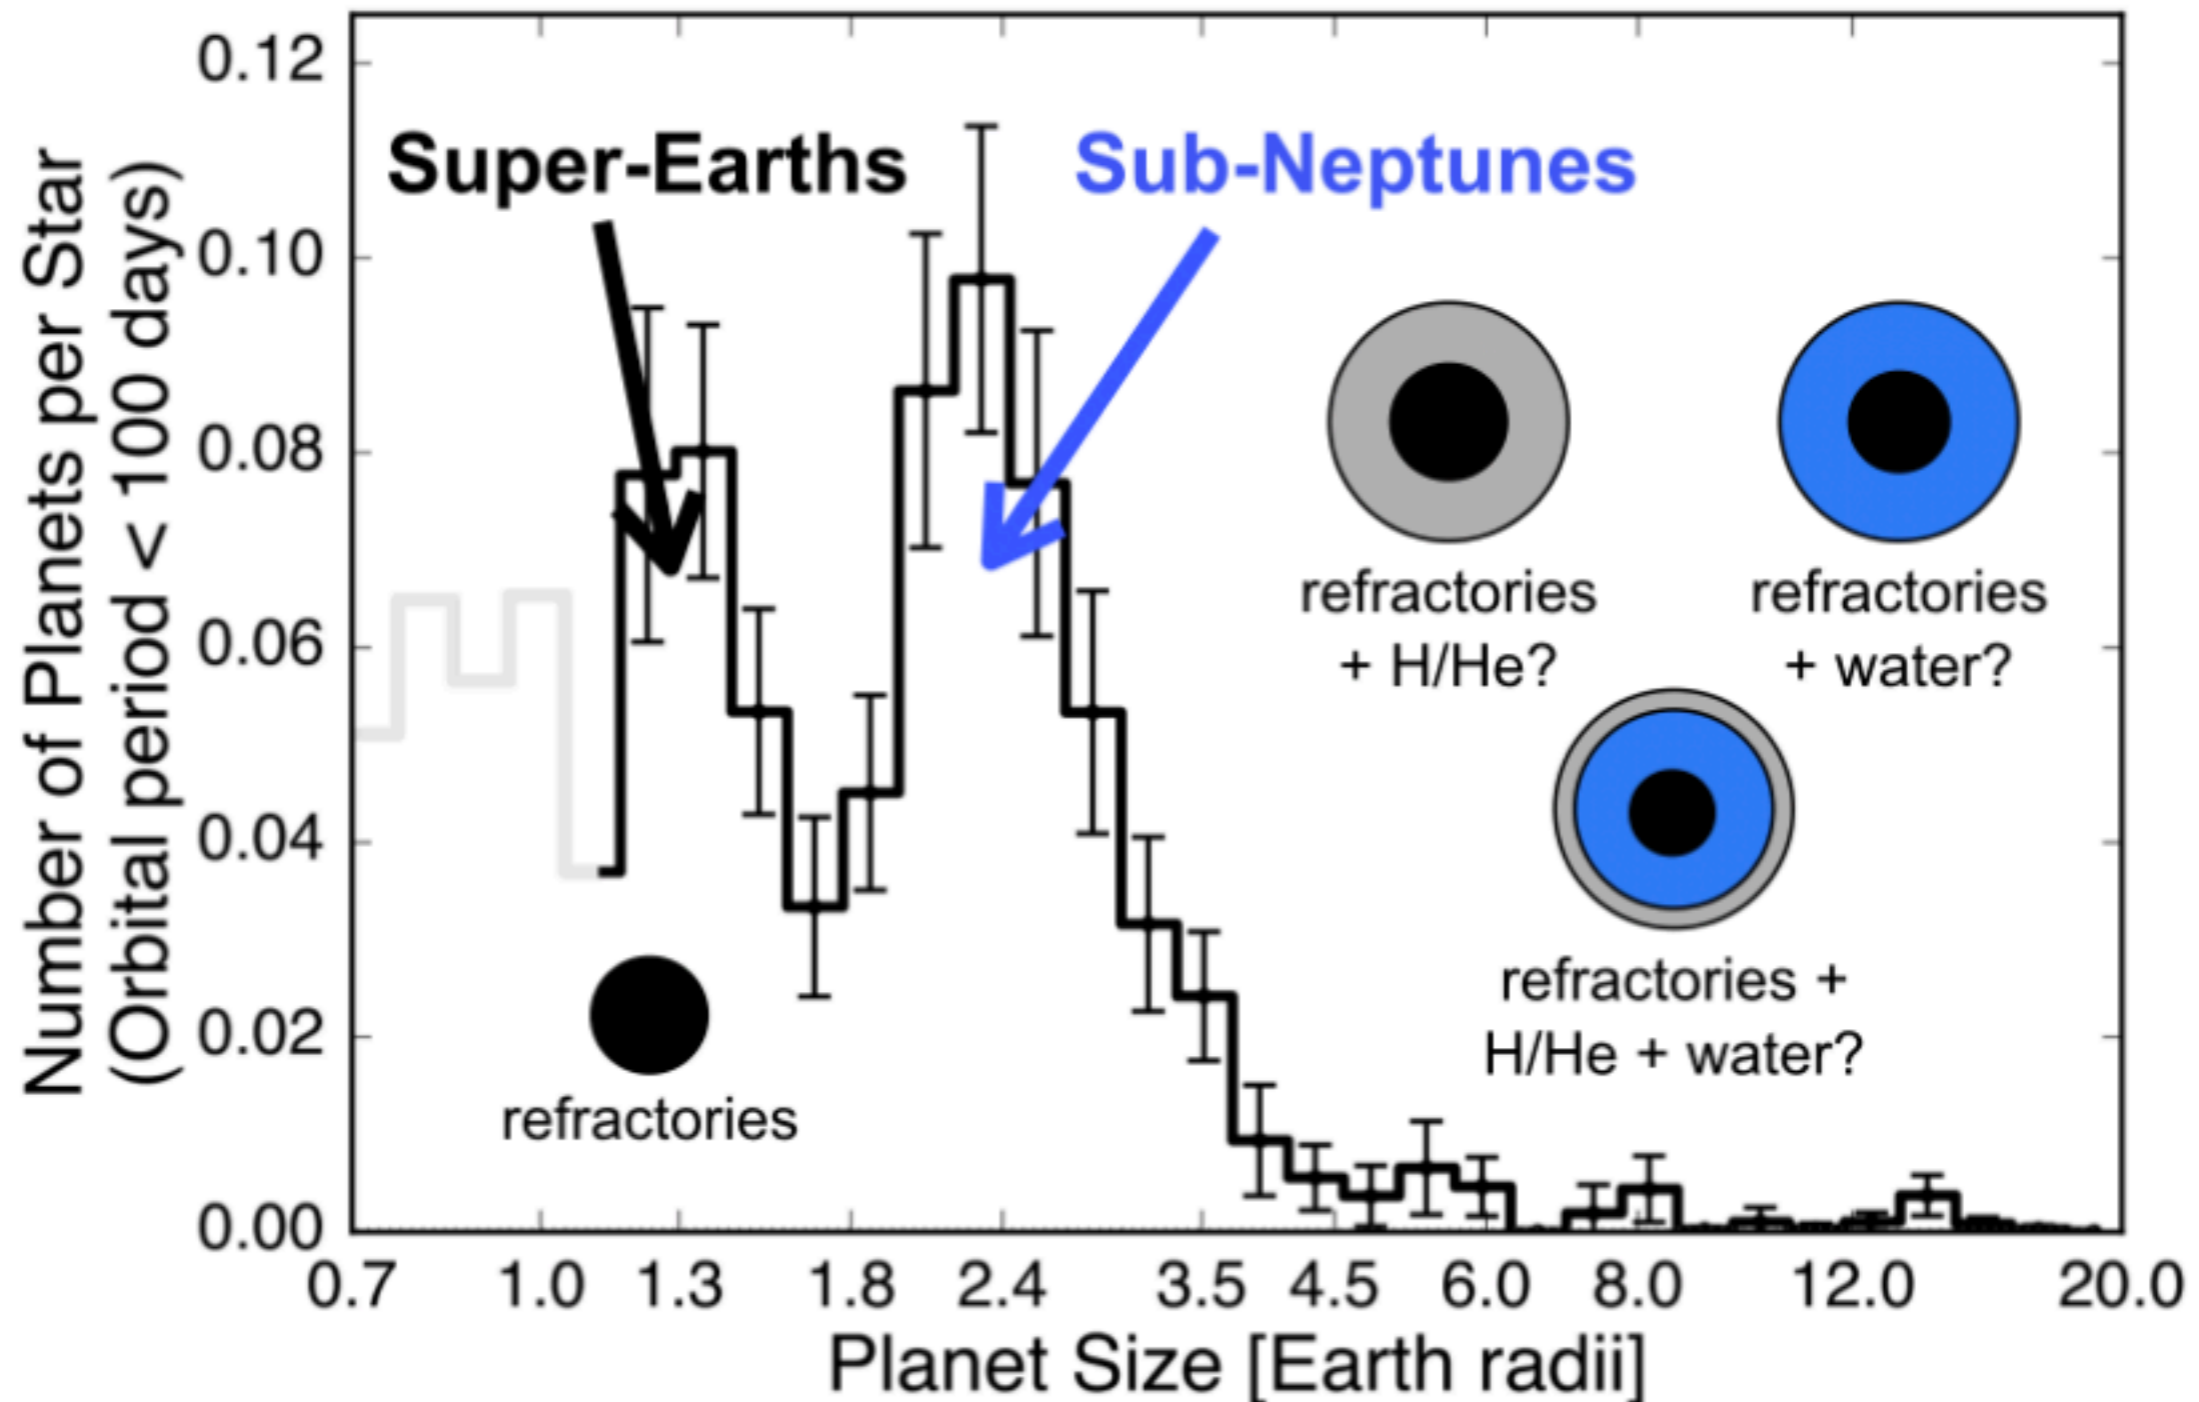 Number of Planets per Star
(Orbital period < 100 days)
0.12
0.10
0.08
0.06
0.04
0.02
0.00
Super-Earths
Sub-Neptunes
refractories
+ H/He?
refractories
+ water?
refractories +
H/He + water?
refractories
0.7 1.0 1.3 1.8 2.4 3.5 4.5 6.0 8.0 12.0 20.0
Planet Size [Earth radii]